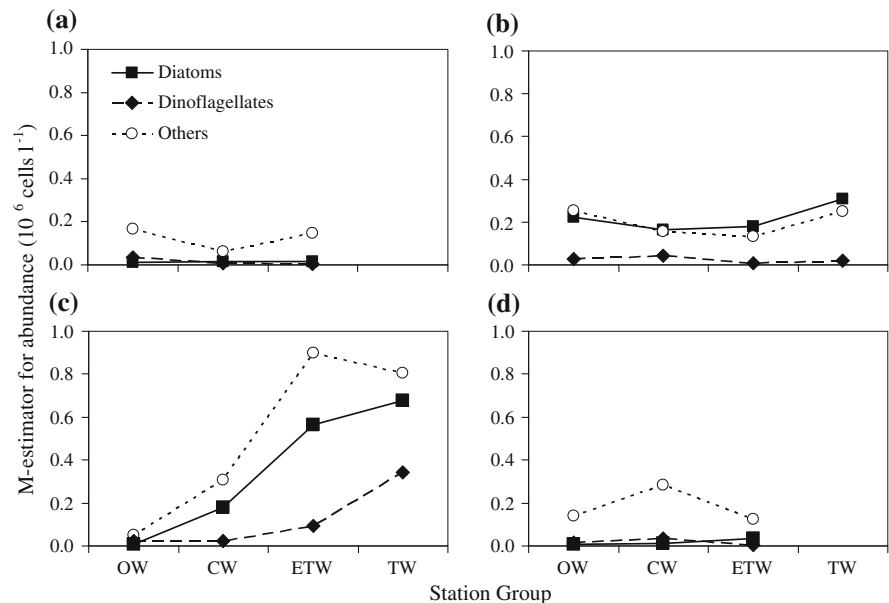 (a)
(b)
1.0
0.8
0.6
0.4
0.2
0.0
Diatoms
Dinoflagellates
Others
1.0
0.8
0.6
0.4
0.2
0.0
(c)
(d)
1.0
0.8
0.6
0.4
0.2
0.0
OW CW ETW TW
1.0
0.8
0.6
0.4
0.2
0.0
OW CW ETW TW
M-estimator for abundance (10 ⁶ cells l⁻¹)
Station Group